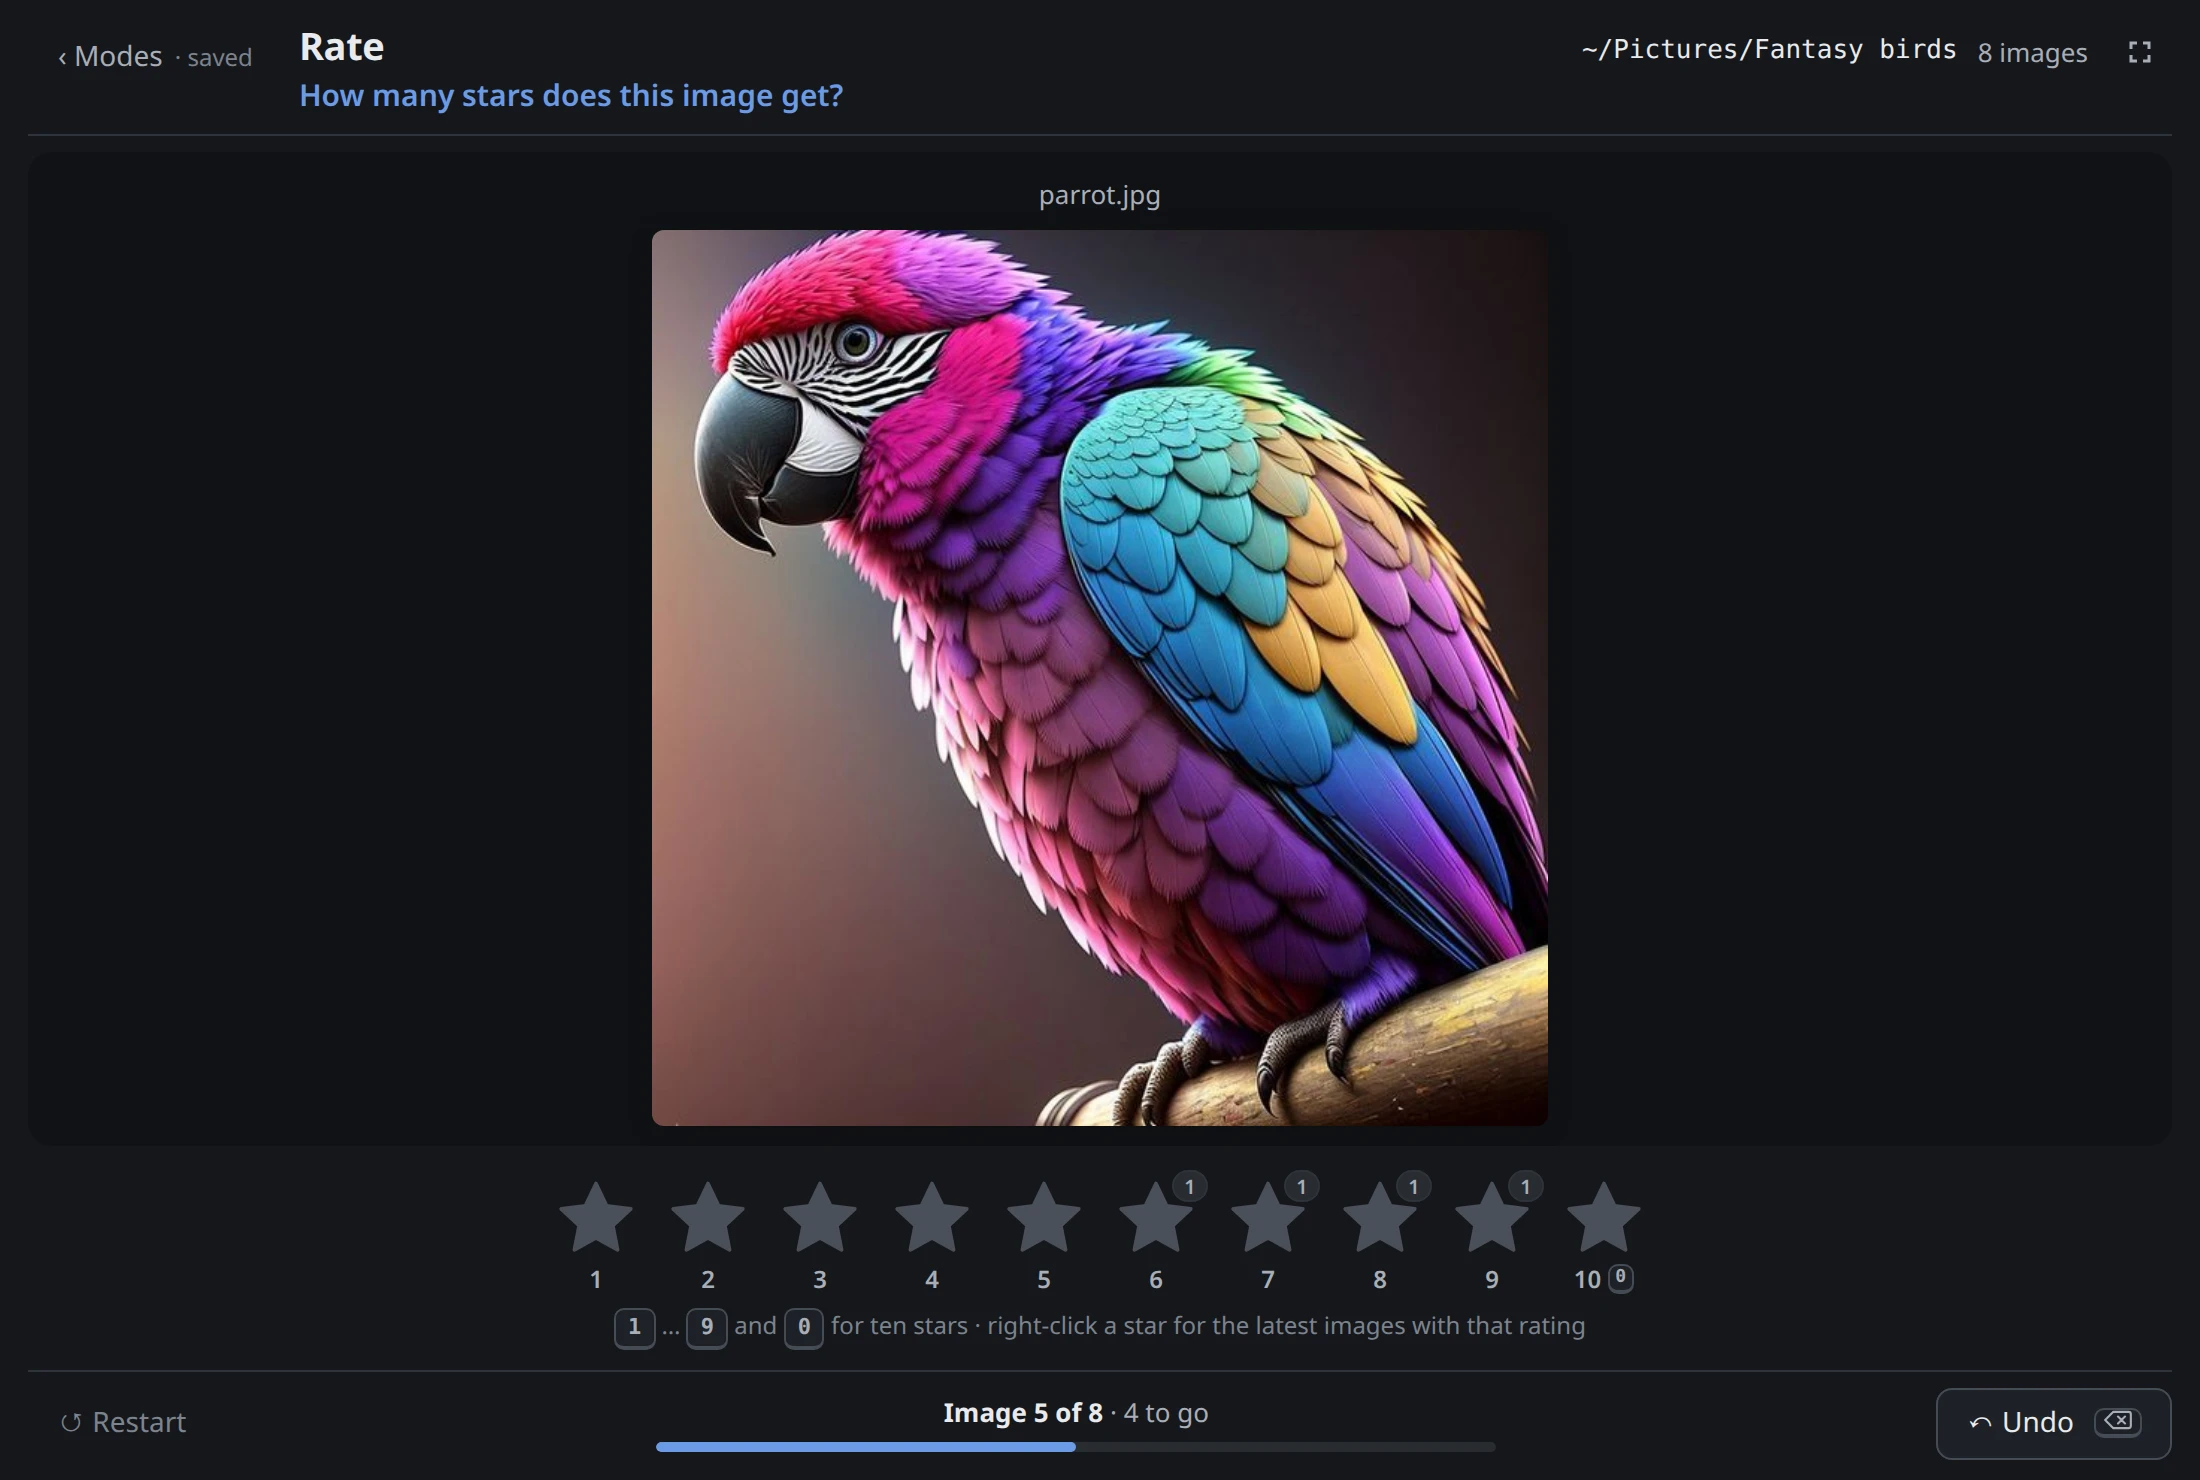 ‹ Modes · saved
Rate
How many stars does this image get?
~/Pictures/Fantasy birds 8 images
parrot.jpg
1 1 1 1
1 2 3 4 5 6 7 8 9 10 0
1 … 9 and 0 for ten stars · right-click a star for the latest images with that rating
Restart
Image 5 of 8 · 4 to go
Undo